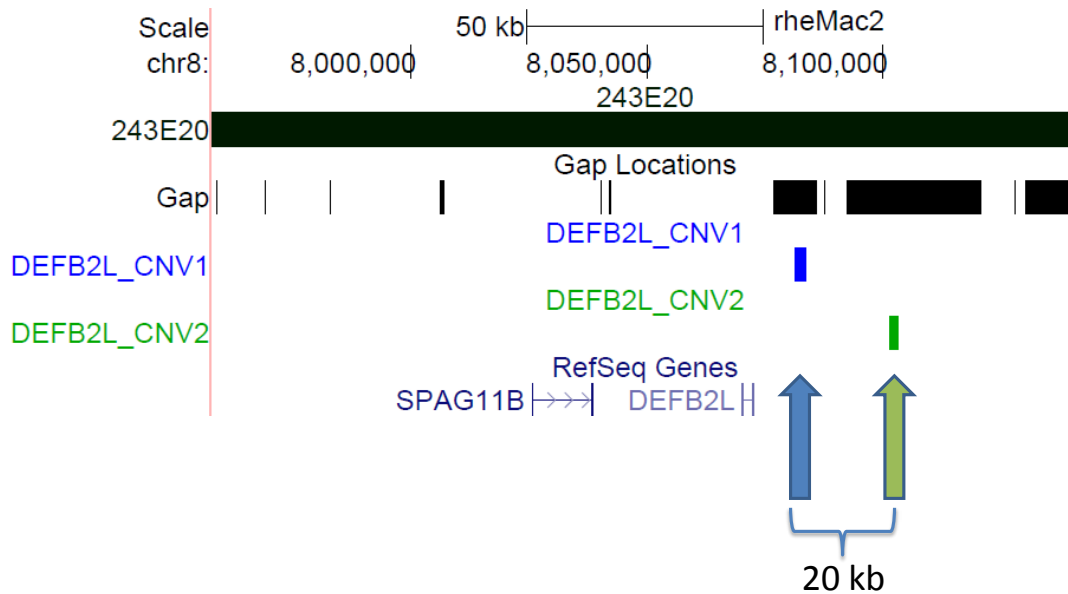 Scale 50 kb rheMac2
chr8: 8,000,000 8,050,000 8,100,000
243E20
243E20
Gap Locations
Gap
DEFB2L_CNV1
DEFB2L_CNV1
DEFB2L_CNV2
DEFB2L_CNV2
RefSeq Genes
SPAG11B DEFB2L
20 kb